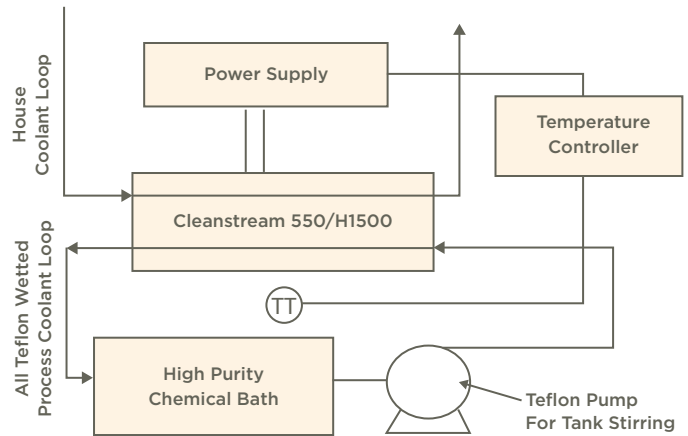 House
Coolant Loop
Power Supply
Temperature
Controller
Cleanstream 550/H1500
All Teflon Wetted
Process Coolant Loop
TT
High Purity
Chemical Bath
Teflon Pump
For Tank Stirring